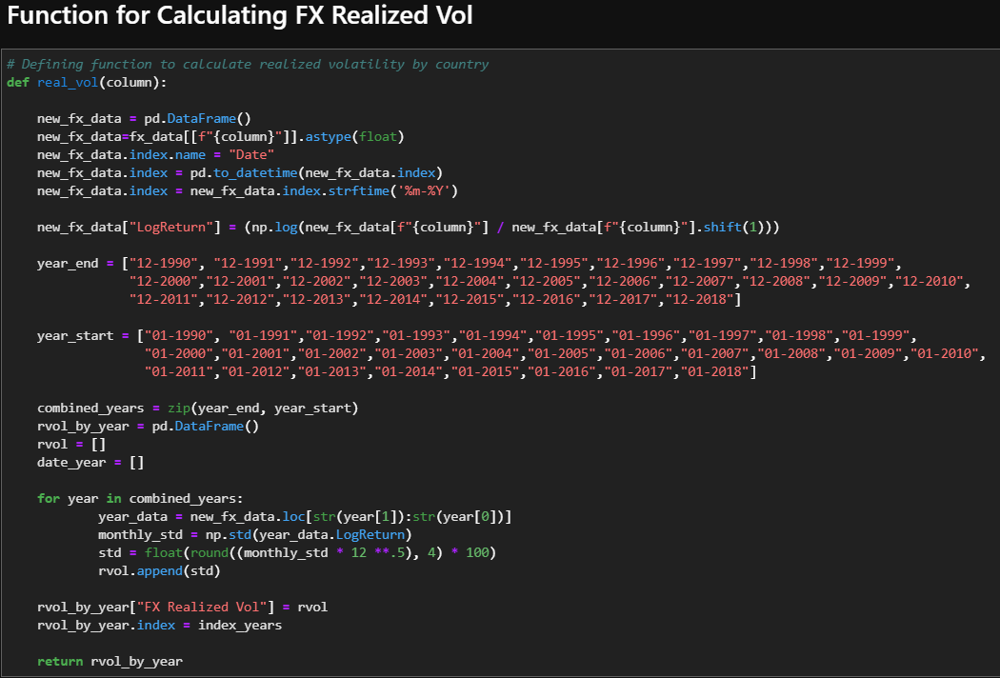 Function for Calculating FX Realized Vol
# Defining function to calculate realized volatility by country
def real_vol(column):
    new_fx_data = pd.DataFrame()
    new_fx_data=fx_data[[f"{column}"]].astype(float)
    new_fx_data.index.name = "Date"
    new_fx_data.index = pd.to_datetime(new_fx_data.index)
    new_fx_data.index = new_fx_data.index.strftime('%m-%Y')
    new_fx_data["LogReturn"] = (np.log(new_fx_data[f"{column}"] / new_fx_data[f"{column}"].shift(1)))
    year_end = ["12-1990", "12-1991","12-1992","12-1993","12-1994","12-1995","12-1996","12-1997","12-1998","12-1999",
                "12-2000","12-2001","12-2002","12-2003","12-2004","12-2005","12-2006","12-2007","12-2008","12-2009","12-2010",
                "12-2011","12-2012","12-2013","12-2014","12-2015","12-2016","12-2017","12-2018"]
    year_start = ["01-1990", "01-1991","01-1992","01-1993","01-1994","01-1995","01-1996","01-1997","01-1998","01-1999",
                  "01-2000","01-2001","01-2002","01-2003","01-2004","01-2005","01-2006","01-2007","01-2008","01-2009","01-2010",
                  "01-2011","01-2012","01-2013","01-2014","01-2015","01-2016","01-2017","01-2018"]
    combined_years = zip(year_end, year_start)
    rvol_by_year = pd.DataFrame()
    rvol = []
    date_year = []
    for year in combined_years:
            year_data = new_fx_data.loc[str(year[1]):str(year[0])]
            monthly_std = np.std(year_data.LogReturn)
            std = float(round((monthly_std * 12 **.5), 4) * 100)
            rvol.append(std)
    rvol_by_year["FX Realized Vol"] = rvol
    rvol_by_year.index = index_years
    return rvol_by_year